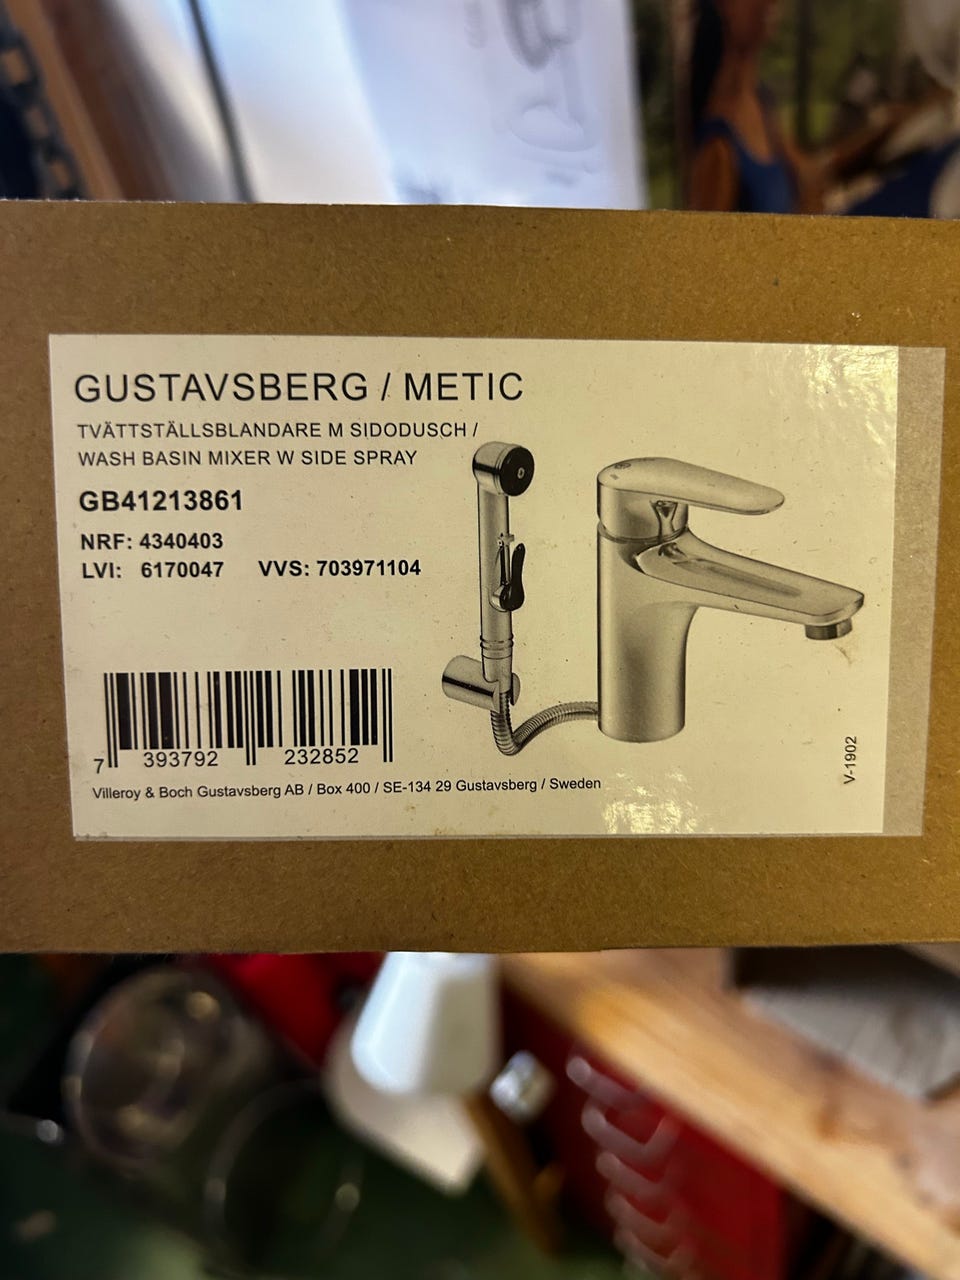 GUSTAVSBERG / METIC
TVÄTTSTÄLLSBLANDARE M SIDODUSCH /
WASH BASIN MIXER W SIDE SPRAY
GB41213861
NRF: 4340403
LVI: 6170047 VVS: 703971104
7 393792 232852
Villeroy & Boch Gustavsberg AB / Box 400 / SE-134 29 Gustavsberg / Sweden
V-1902